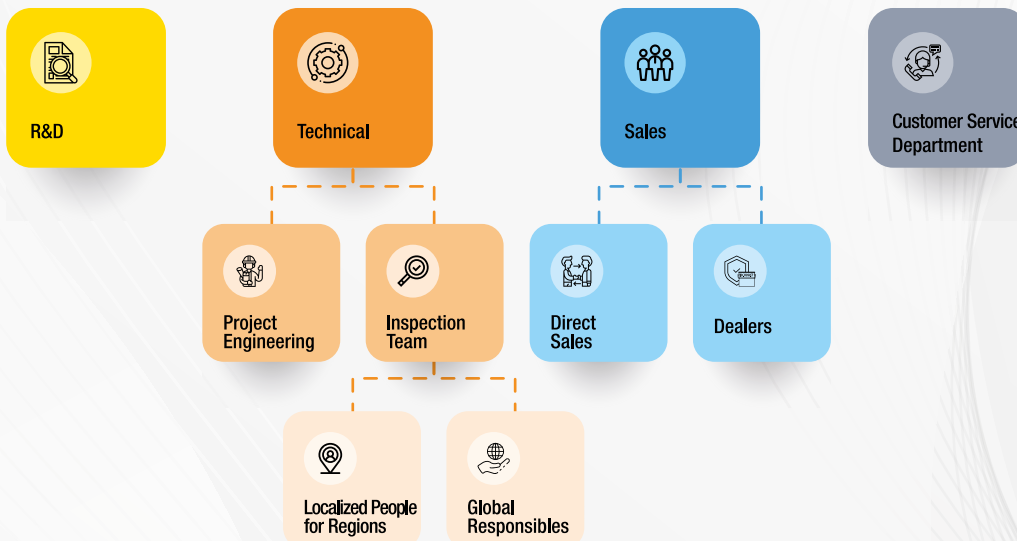 R&D
Technical
Sales
Customer Service
Department
Project
Engineering
Inspection
Team
Direct
Sales
Dealers
Localized People
for Regions
Global
Responsibles